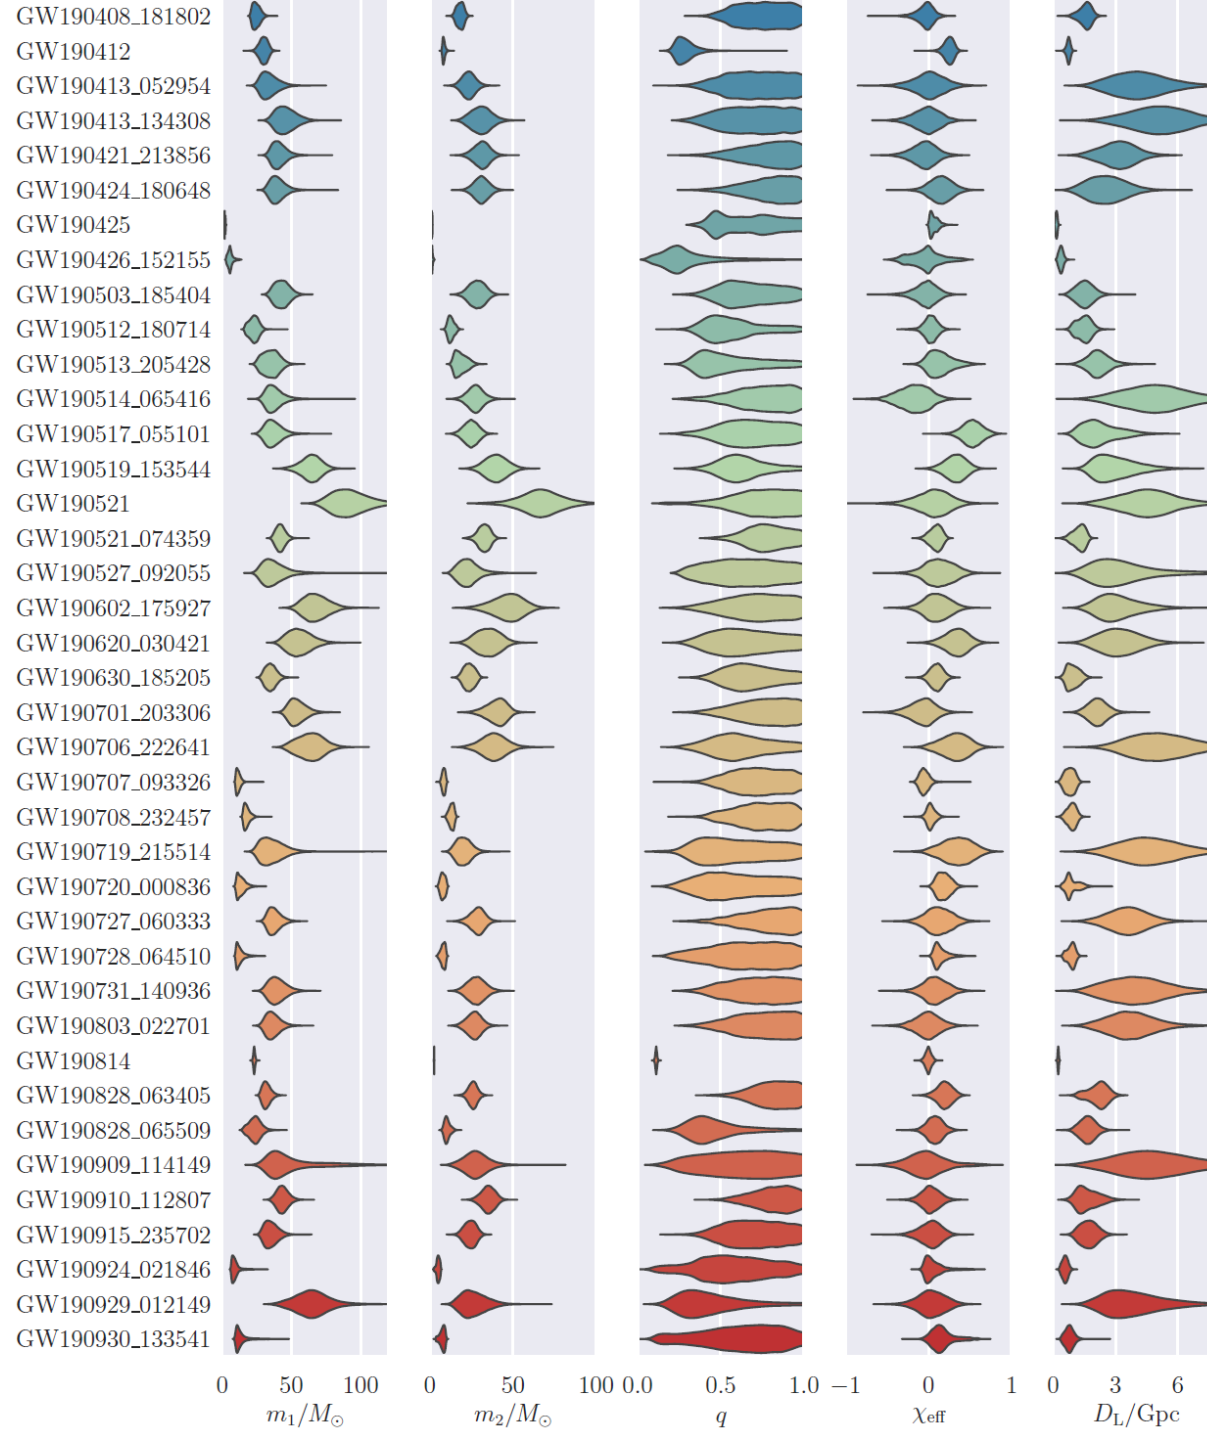 GW190408_181802
GW190412
GW190413_052954
GW190413_134308
GW190421_213856
GW190424_180648
GW190425
GW190426_152155
GW190503_185404
GW190512_180714
GW190513_205428
GW190514_065416
GW190517_055101
GW190519_153544
GW190521
GW190521_074359
GW190527_092055
GW190602_175927
GW190620_030421
GW190630_185205
GW190701_203306
GW190706_222641
GW190707_093326
GW190708_232457
GW190719_215514
GW190720_000836
GW190727_060333
GW190728_064510
GW190731_140936
GW190803_022701
GW190814
GW190828_063405
GW190828_065509
GW190909_114149
GW190910_112807
GW190915_235702
GW190924_021846
GW190929_012149
GW190930_133541
0 50 100 0 50 100 0.0 0.5 1.0 −1 0 1 0 3 6
m₁/M⊙ m₂/M⊙ q χeff D_L/Gpc